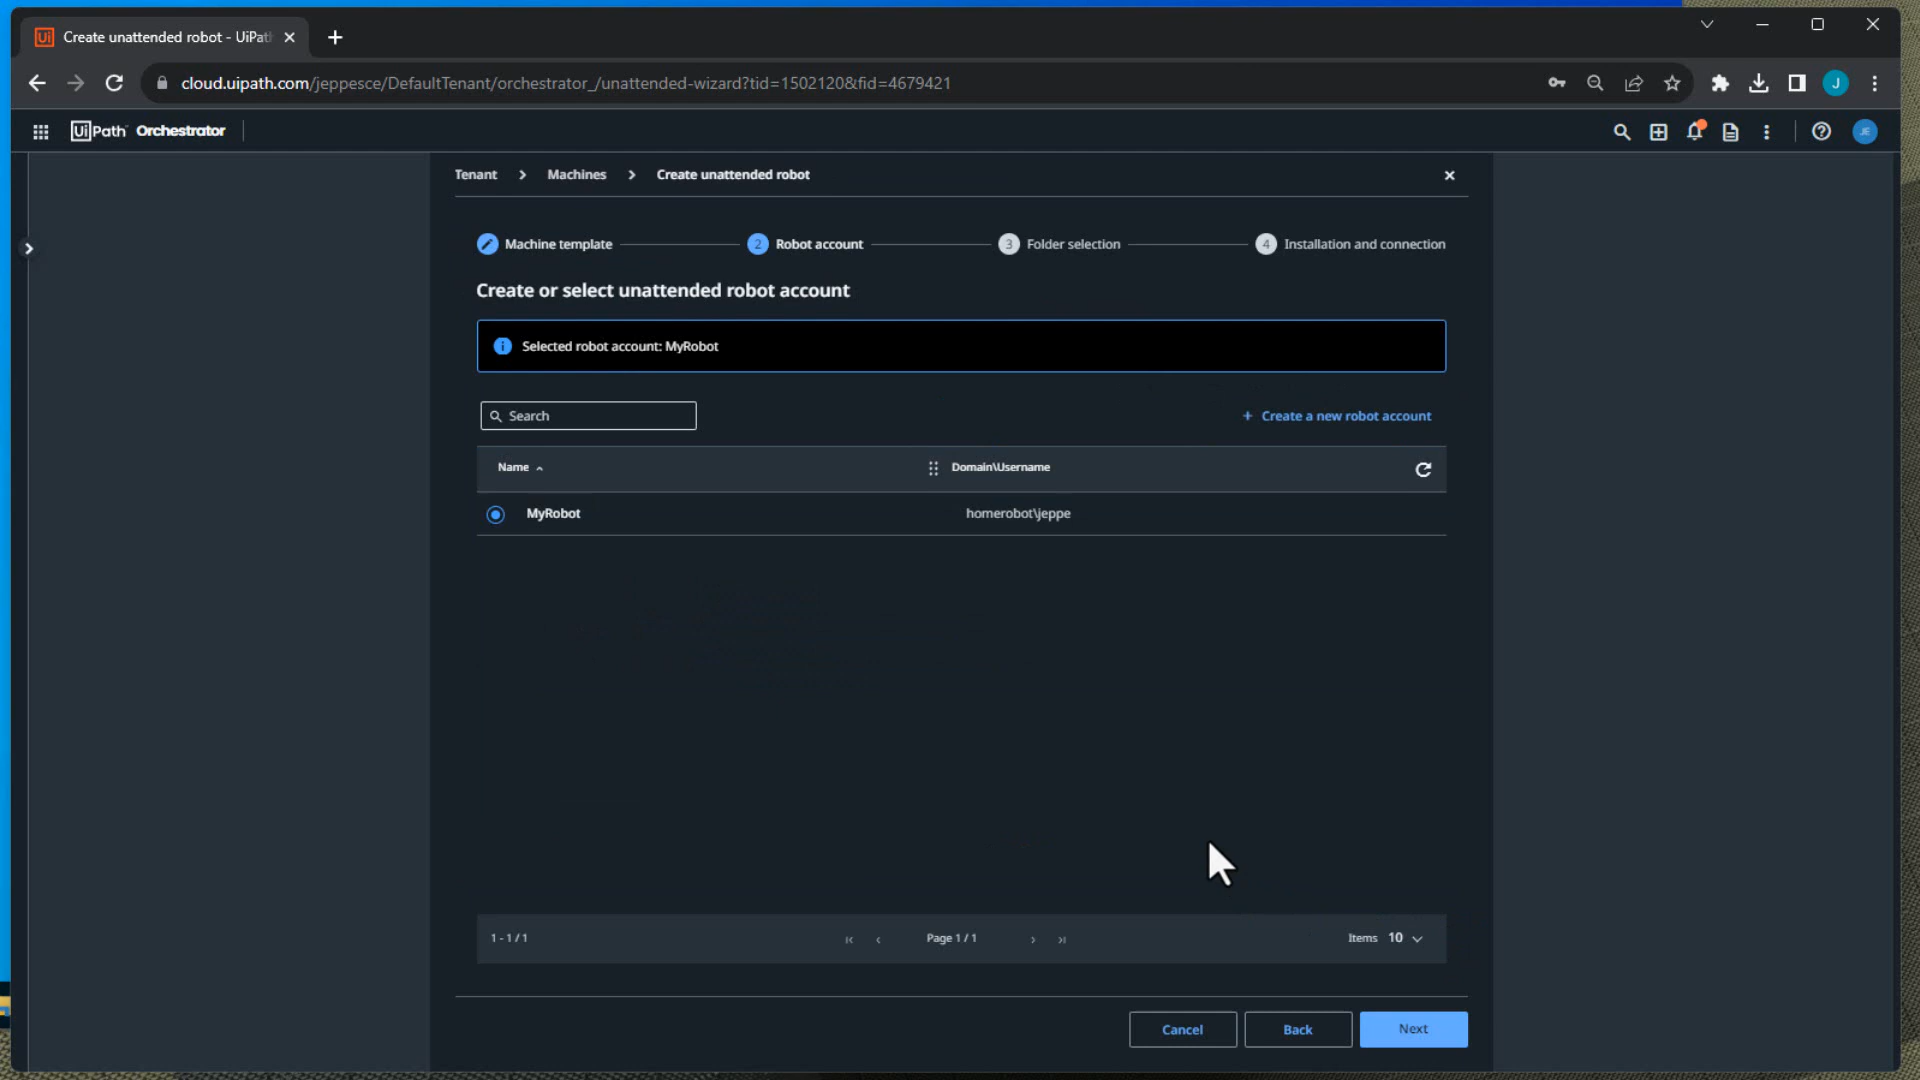 Create unattended robot - UiPath
cloud.uipath.com/jeppesce/DefaultTenant/orchestrator_/unattended-wizard?tid=1502120&fid=4679421
J
UiPath Orchestrator
JE
Tenant > Machines > Create unattended robot
Machine template
2 Robot account
3 Folder selection
4 Installation and connection
Create or select unattended robot account
Selected robot account: MyRobot
Search
+ Create a new robot account
Name
Domain\Username
MyRobot
homerobot\jeppe
1 - 1 / 1
Page 1 / 1
Items 10
Cancel
Back
Next